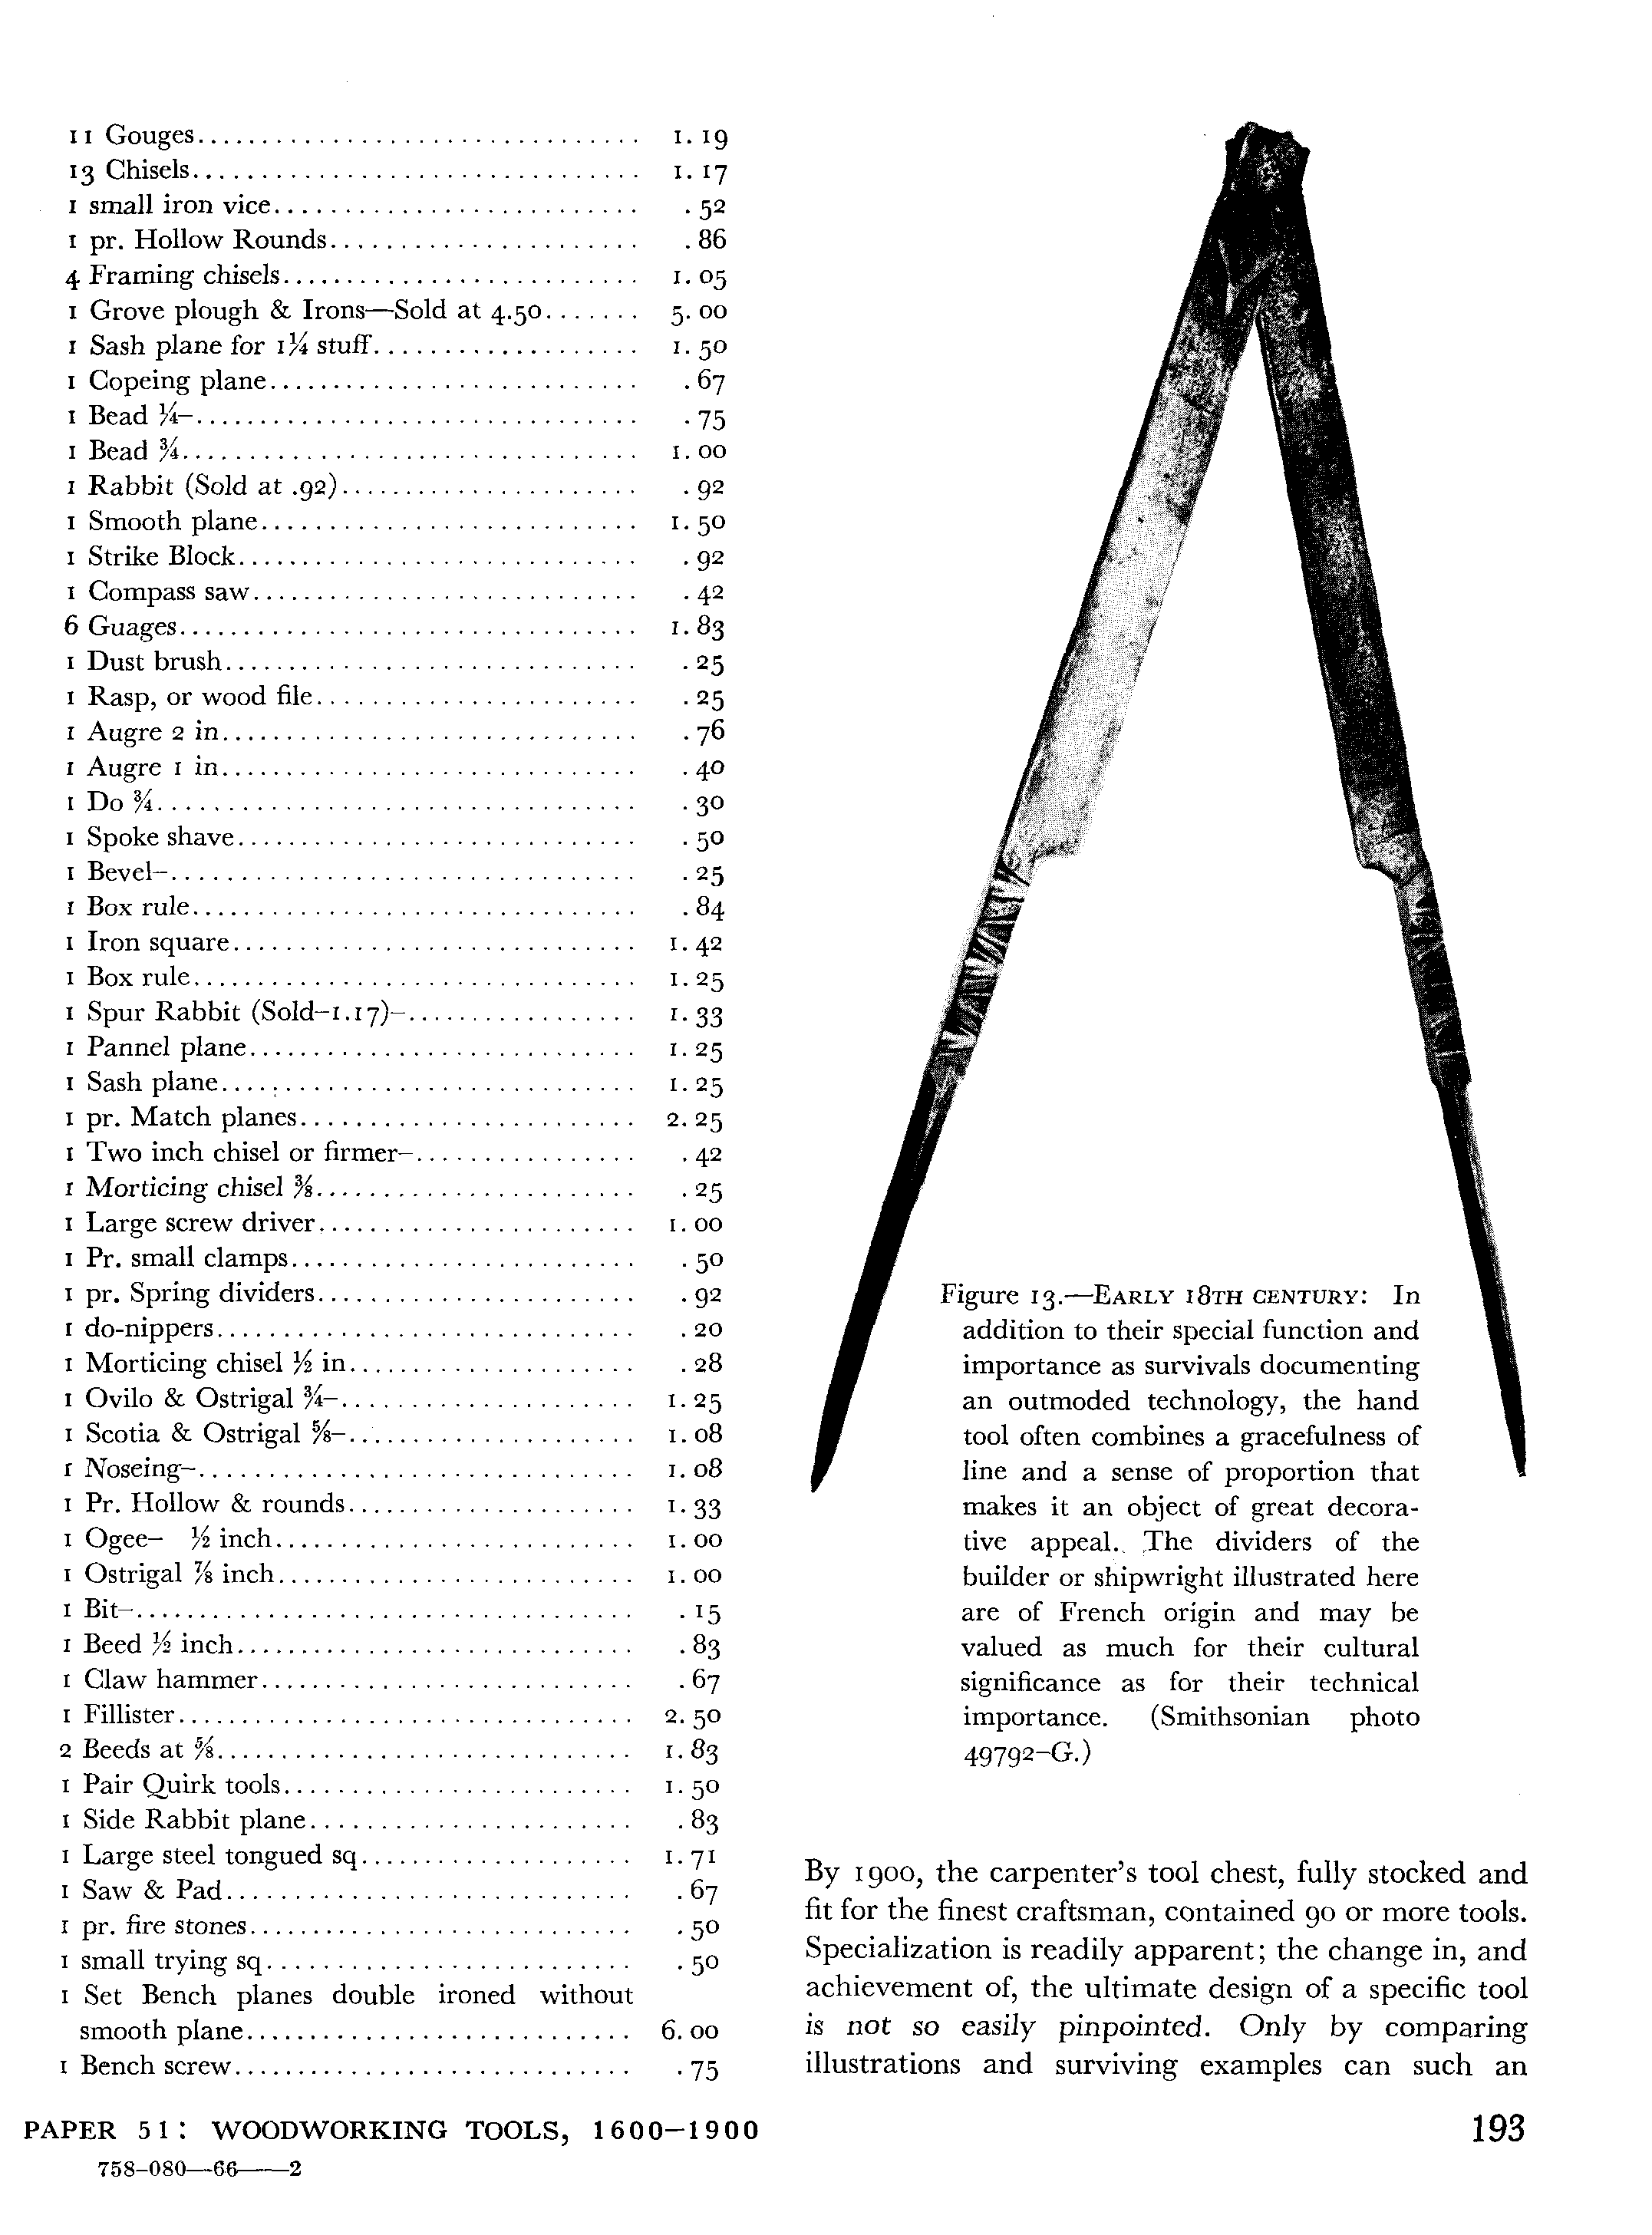 11 Gouges................................ 1.19
13 Chisels................................ 1.17
1 small iron vice.......................... .52
1 pr. Hollow Rounds...................... .86
4 Framing chisels......................... 1.05
1 Grove plough & Irons—Sold at 4.50....... 5.00
1 Sash plane for 1¼ stuff................... 1.50
1 Copeing plane.......................... .67
1 Bead ¼–............................... .75
1 Bead ¾................................ 1.00
1 Rabbit (Sold at .92)..................... .92
1 Smooth plane........................... 1.50
1 Strike Block............................ .92
1 Compass saw........................... .42
6 Guages................................ 1.83
1 Dust brush............................. .25
1 Rasp, or wood file....................... .25
1 Augre 2 in............................. .76
1 Augre 1 in............................. .40
1 Do ¾.................................. .30
1 Spoke shave............................ .50
1 Bevel–................................. .25
1 Box rule............................... .84
1 Iron square............................. 1.42
1 Box rule............................... 1.25
1 Spur Rabbit (Sold–1.17)–................ 1.33
1 Pannel plane........................... 1.25
1 Sash plane............................. 1.25
1 pr. Match planes........................ 2.25
1 Two inch chisel or firmer–................ .42
1 Morticing chisel ⅜....................... .25
1 Large screw driver....................... 1.00
1 Pr. small clamps......................... .50
1 pr. Spring dividers....................... .92
1 do-nippers.............................. .20
1 Morticing chisel ½ in..................... .28
1 Ovilo & Ostrigal ¾–..................... 1.25
1 Scotia & Ostrigal ⅝–.................... 1.08
1 Noseing–............................... 1.08
1 Pr. Hollow & rounds..................... 1.33
1 Ogee– ½ inch.......................... 1.00
1 Ostrigal ⅞ inch.......................... 1.00
1 Bit–................................... .15
1 Beed ½ inch............................ .83
1 Claw hammer........................... .67
1 Fillister................................. 2.50
2 Beeds at ⅝.............................. 1.83
1 Pair Quirk tools......................... 1.50
1 Side Rabbit plane....................... .83
1 Large steel tongued sq.................... 1.71
1 Saw & Pad............................. .67
1 pr. fire stones............................ .50
1 small trying sq.......................... .50
1 Set Bench planes double ironed without
smooth plane............................ 6.00
1 Bench screw............................. .75
Figure 13.—EARLY 18TH CENTURY: In
addition to their special function and
importance as survivals documenting
an outmoded technology, the hand
tool often combines a gracefulness of
line and a sense of proportion that
makes it an object of great decora-
tive appeal. The dividers of the
builder or shipwright illustrated here
are of French origin and may be
valued as much for their cultural
significance as for their technical
importance. (Smithsonian photo
49792–G.)
By 1900, the carpenter's tool chest, fully stocked and
fit for the finest craftsman, contained 90 or more tools.
Specialization is readily apparent; the change in, and
achievement of, the ultimate design of a specific tool
is not so easily pinpointed. Only by comparing
illustrations and surviving examples can such an
PAPER 51: WOODWORKING TOOLS, 1600–1900
193
758–080—66——2